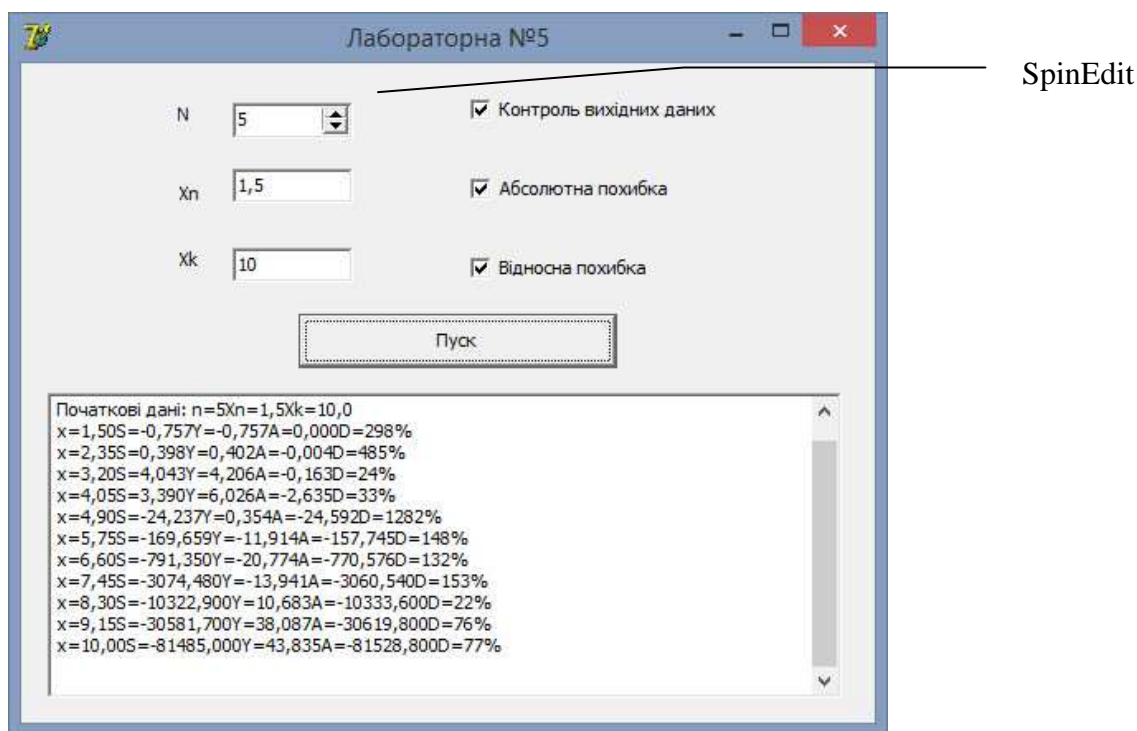 Лабораторна №5
SpinEdit
N
5
Контроль вихідних даних
Xn
1,5
Абсолютна похибка
Xk
10
Відносна похибка
Пуск
Початкові дані: n=5Xn=1,5Xk=10,0
x=1,50S=-0,757Y=-0,757A=0,000D=298%
x=2,35S=0,398Y=0,402A=-0,004D=485%
x=3,20S=4,043Y=4,206A=-0,163D=24%
x=4,05S=3,390Y=6,026A=-2,635D=33%
x=4,90S=-24,237Y=0,354A=-24,592D=1282%
x=5,75S=-169,659Y=-11,914A=-157,745D=148%
x=6,60S=-791,350Y=-20,774A=-770,576D=132%
x=7,45S=-3074,480Y=-13,941A=-3060,540D=153%
x=8,30S=-10322,900Y=10,683A=-10333,600D=22%
x=9,15S=-30581,700Y=38,087A=-30619,800D=76%
x=10,00S=-81485,000Y=43,835A=-81528,800D=77%